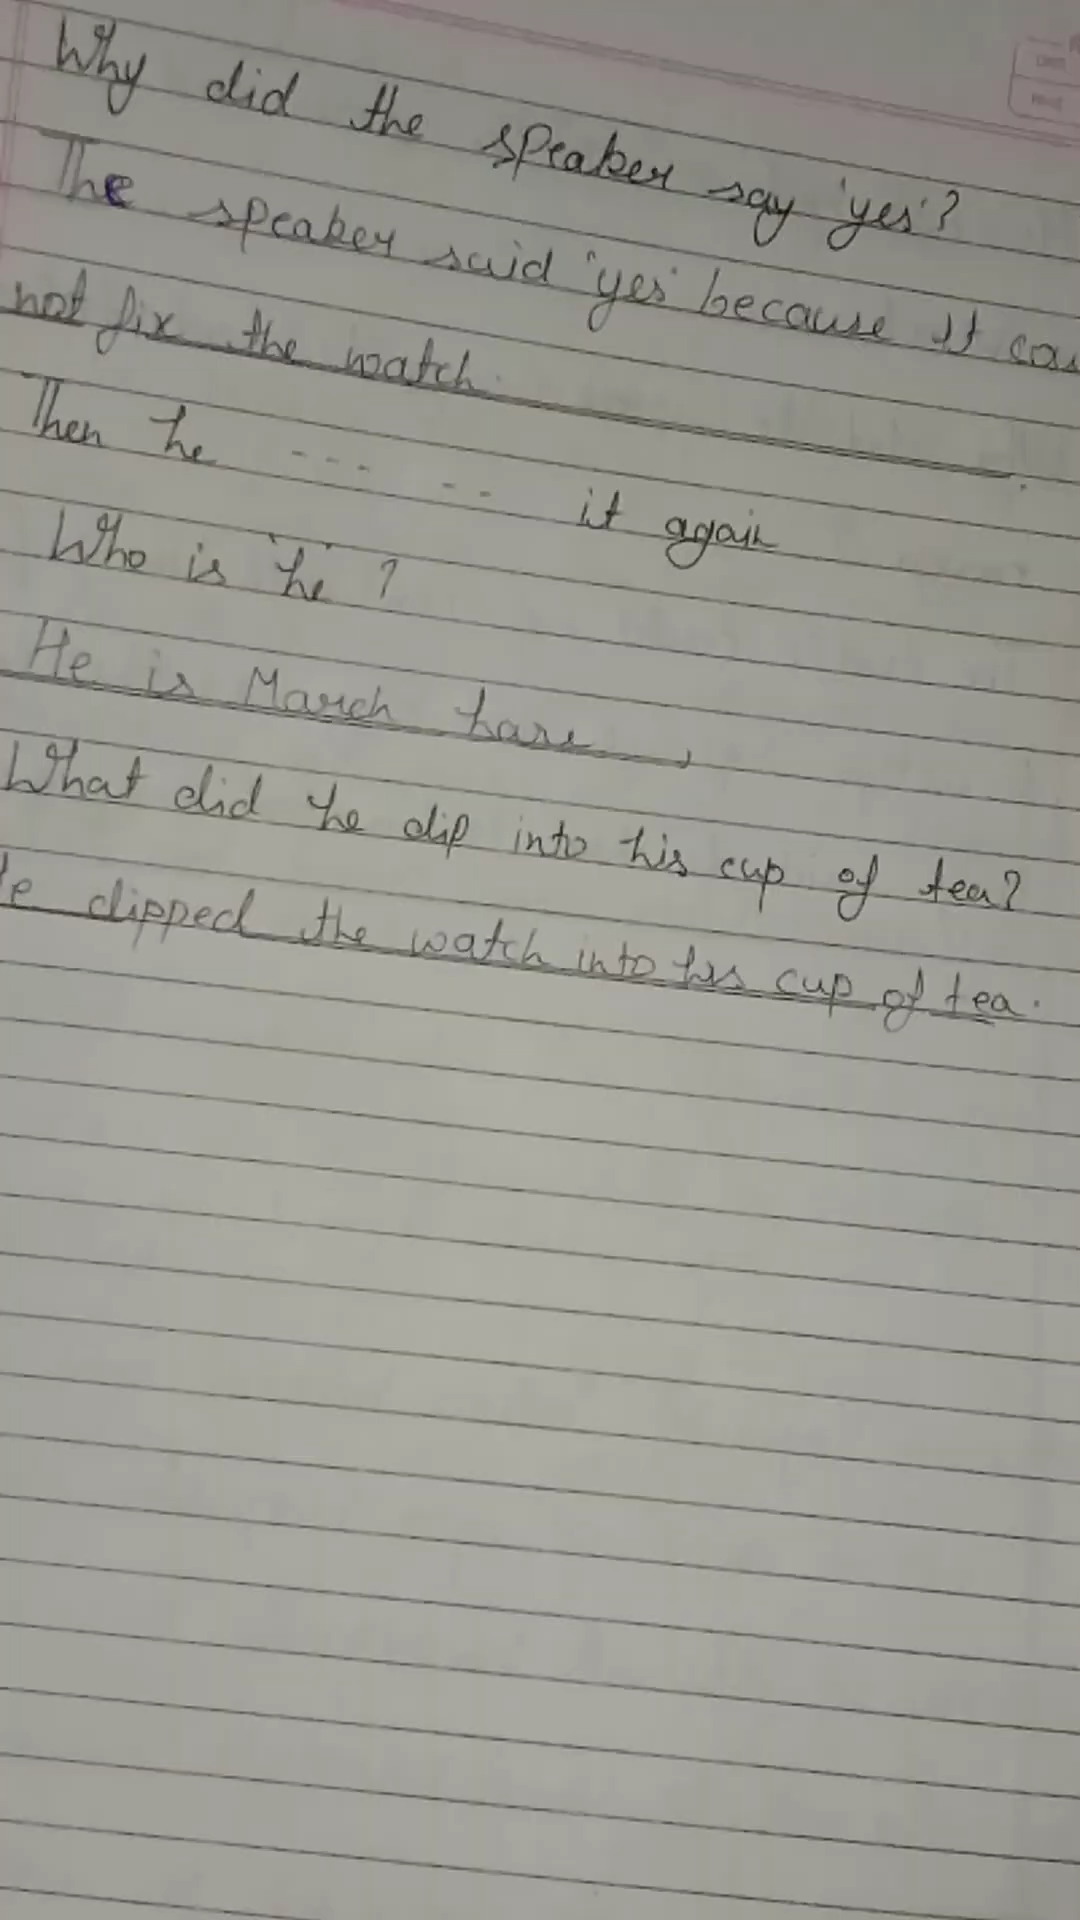 Why did the speaker say 'yes'?
The speaker said 'yes' because it
not fix the watch.
Then he --- -- it again
Who is 'he'?
He is March hare
What did he dip into his cup of tea?
dipped the watch into his cup of tea.